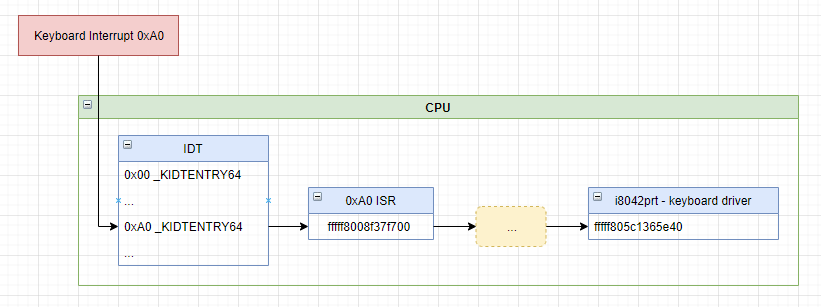 Keyboard Interrupt 0xA0
CPU
IDT
0x00 _KIDTENTRY64
...
0xA0 _KIDTENTRY64
...
0xA0 ISR
fffff8008f37f700
...
i8042prt - keyboard driver
fffff805c1365e40